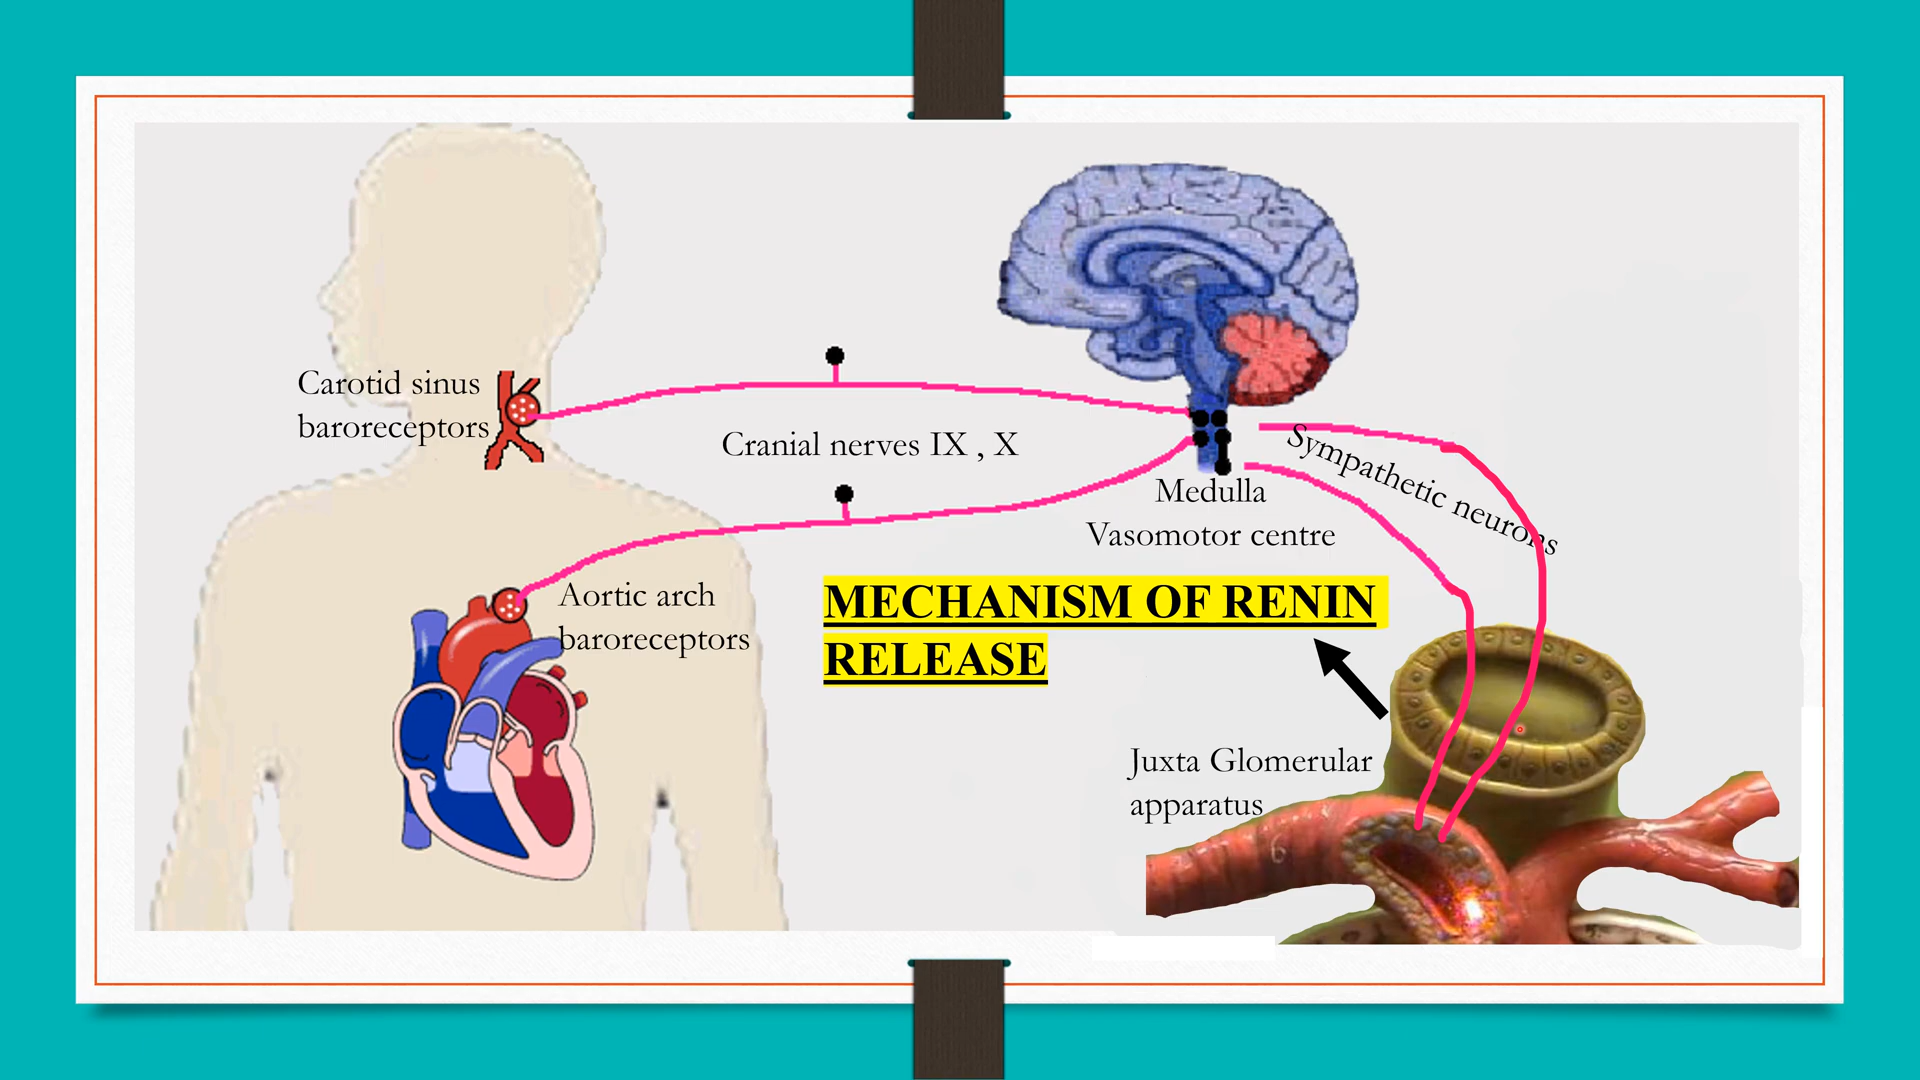 Carotid sinus
baroreceptors
Cranial nerves IX , X
Sympathetic neurons
Medulla
Vasomotor centre
Aortic arch
baroreceptors
MECHANISM OF RENIN
RELEASE
Juxta Glomerular
apparatus